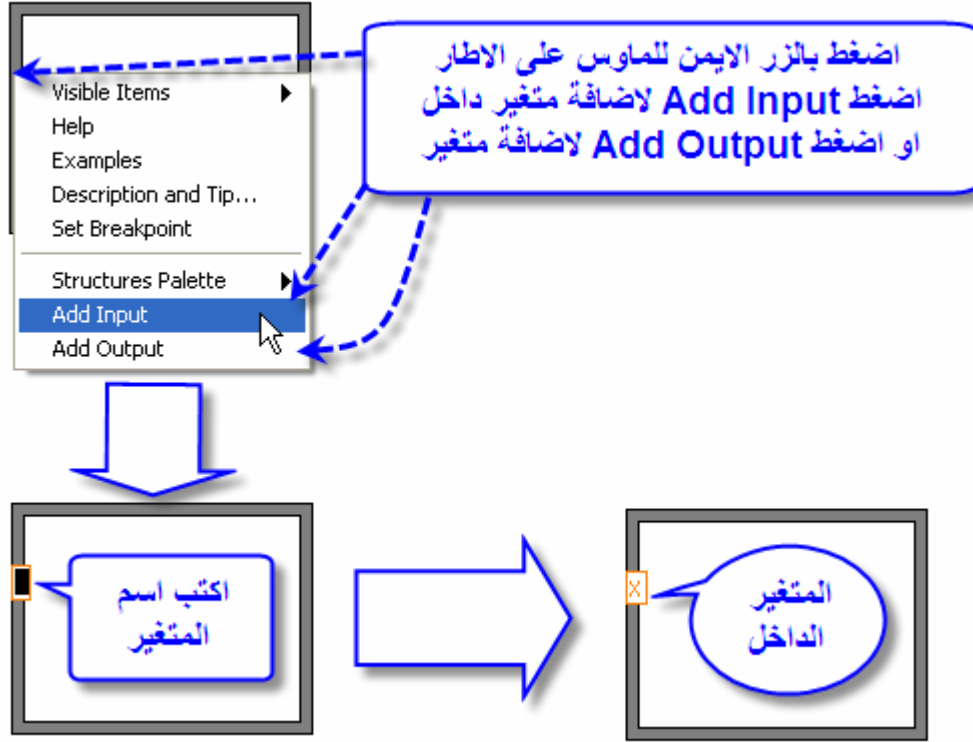 اضغط بالزر الايمن للماوس على الاطار
اضغط Add Input لاضافة متغير داخل
او اضغط Add Output لاضافة متغير
Visible Items
Help
Examples
Description and Tip...
Set Breakpoint
Structures Palette
Add Input
Add Output
اكتب اسم
المتغير
المتغير
الداخل
X